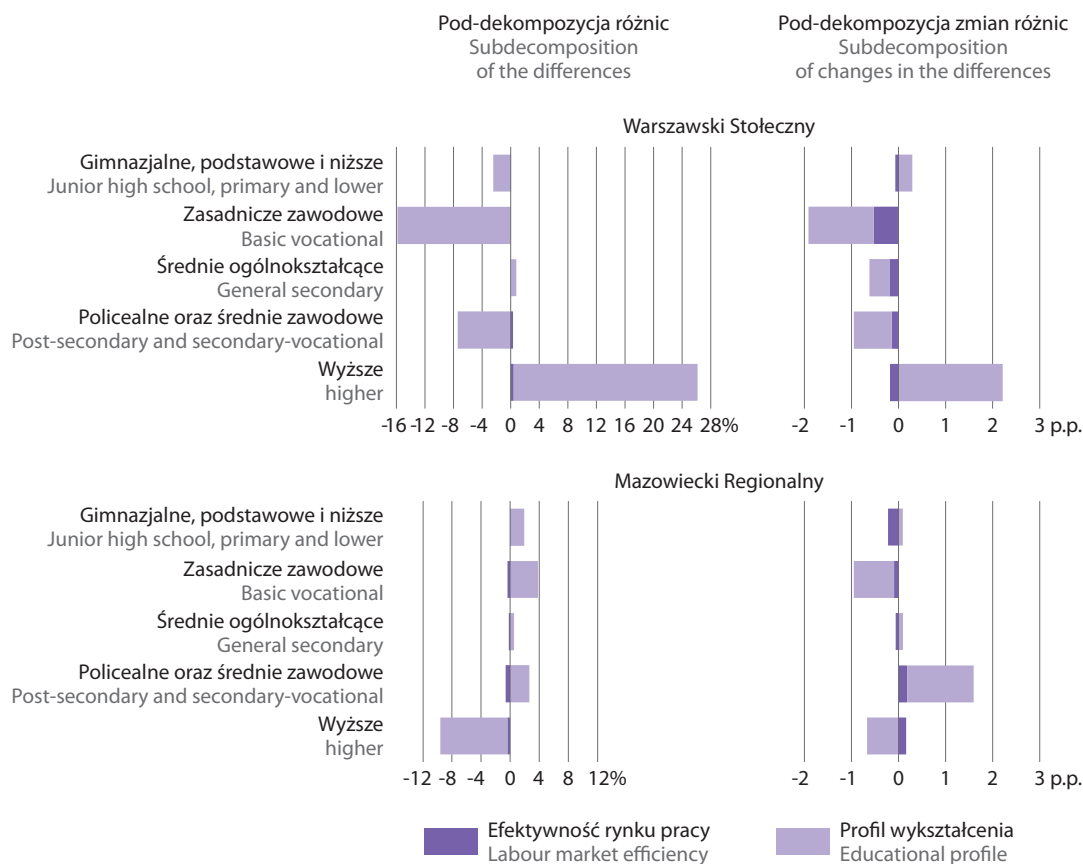 Pod-dekompozycja różnic
Subdecomposition
of the differences
Pod-dekompozycja zmian różnic
Subdecomposition
of changes in the differences
Warszawski Stołeczny
Gimnazjalne, podstawowe i niższe
Junior high school, primary and lower
Zasadnicze zawodowe
Basic vocational
Średnie ogólnokształcące
General secondary
Policealne oraz średnie zawodowe
Post-secondary and secondary-vocational
Wyższe
higher
-16 -12 -8 -4 0 4 8 12 16 20 24 28%
-2 -1 0 1 2 3 p.p.
Mazowiecki Regionalny
Gimnazjalne, podstawowe i niższe
Junior high school, primary and lower
Zasadnicze zawodowe
Basic vocational
Średnie ogólnokształcące
General secondary
Policealne oraz średnie zawodowe
Post-secondary and secondary-vocational
Wyższe
higher
-12 -8 -4 0 4 8 12%
-2 -1 0 1 2 3 p.p.
Efektywność rynku pracy
Labour market efficiency
Profil wykształcenia
Educational profile